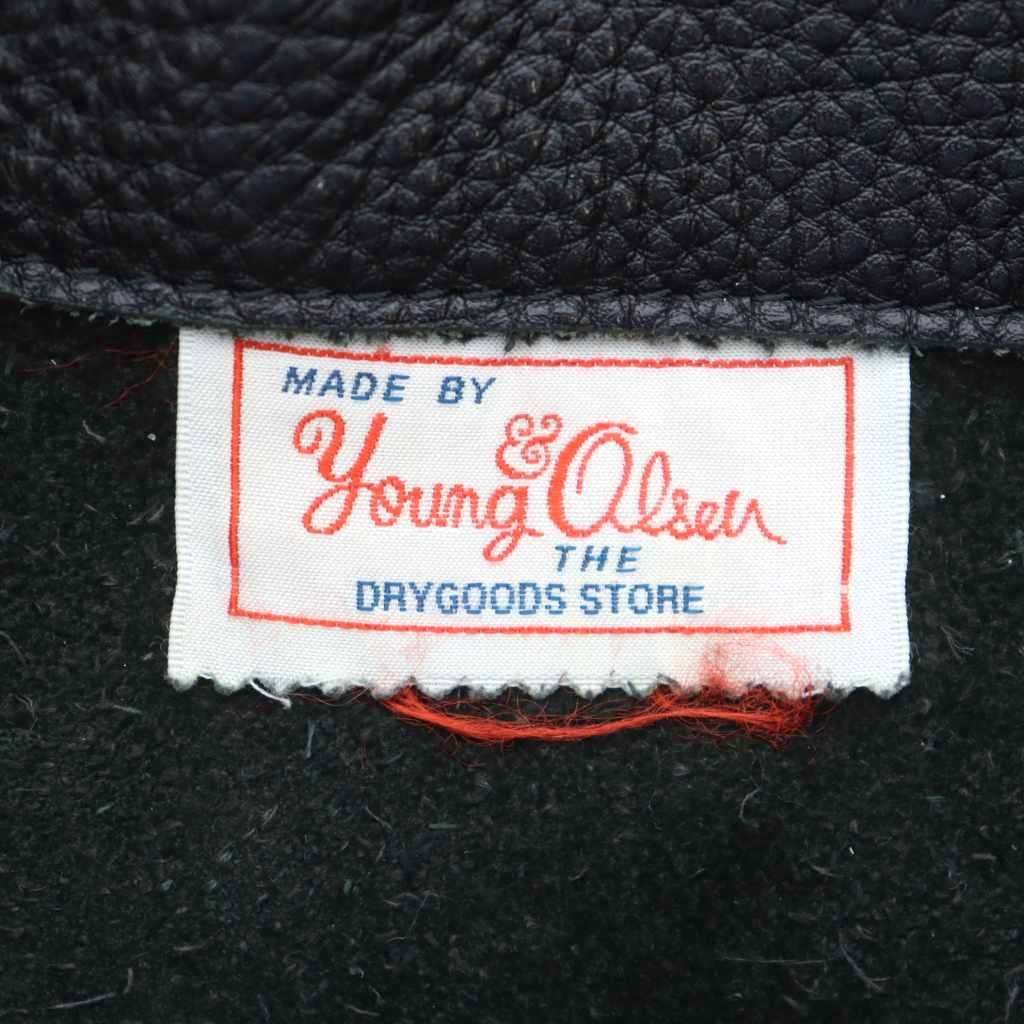 MADE BY
Young & Olsen
THE
DRYGOODS STORE